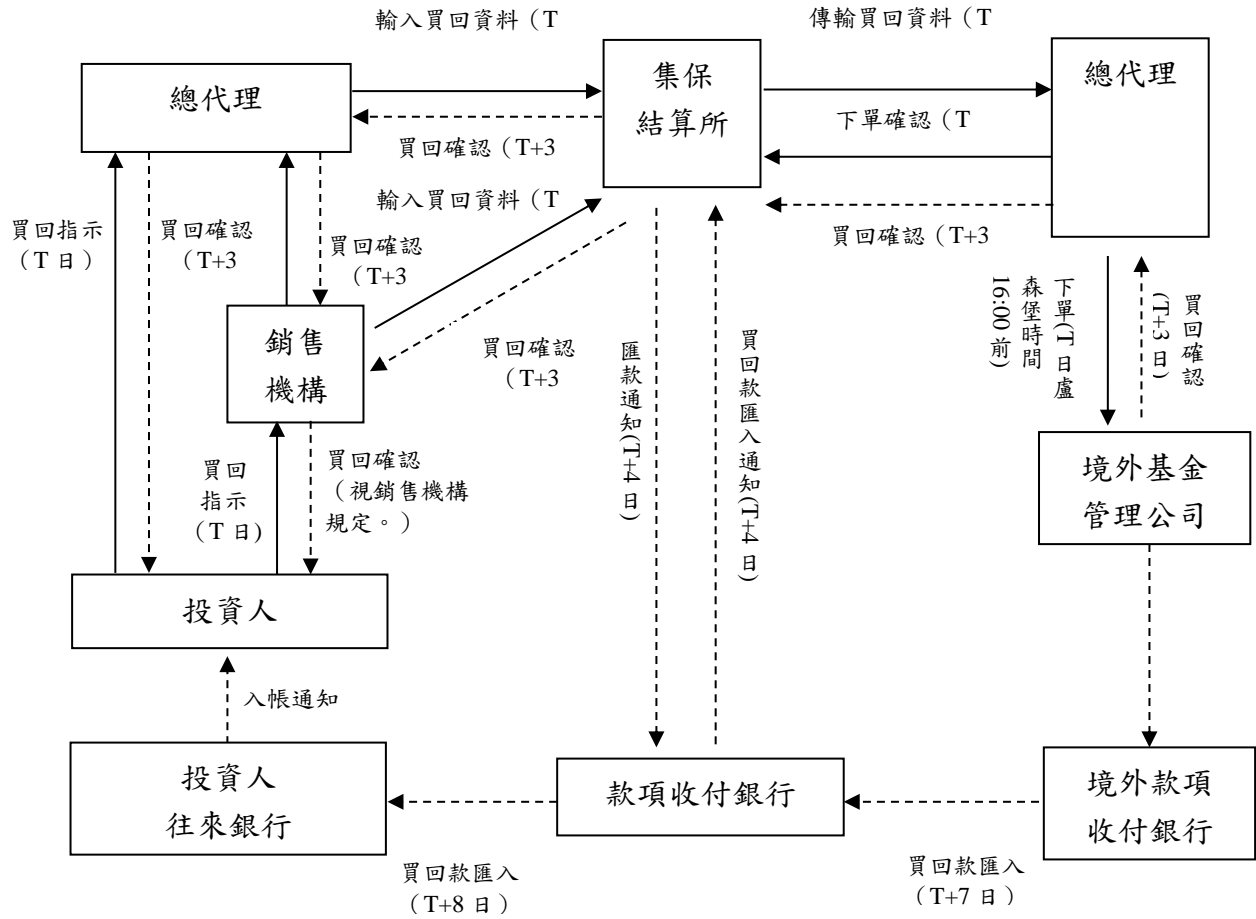 輸入買回資料（T
傳輸買回資料（T
總代理
集保
結算所
總代理
下單確認（T
買回確認（T+3
輸入買回資料（T
買回確認（T+3
買回指示
（T 日）
買回確認
（T+3
買回確認
（T+3
下單(T 日盧
森堡時間
16:00 前)
買回確認
(T+3 日)
銷售
機構
買回確認
（T+3
匯款通知(T+4 日)
買回款匯入通知(T+4 日)
境外基金
管理公司
買回
指示
（T 日)
買回確認
（視銷售機構
規定。）
投資人
入帳通知
投資人
往來銀行
款項收付銀行
境外款項
收付銀行
買回款匯入
（T+8 日）
買回款匯入
（T+7 日）